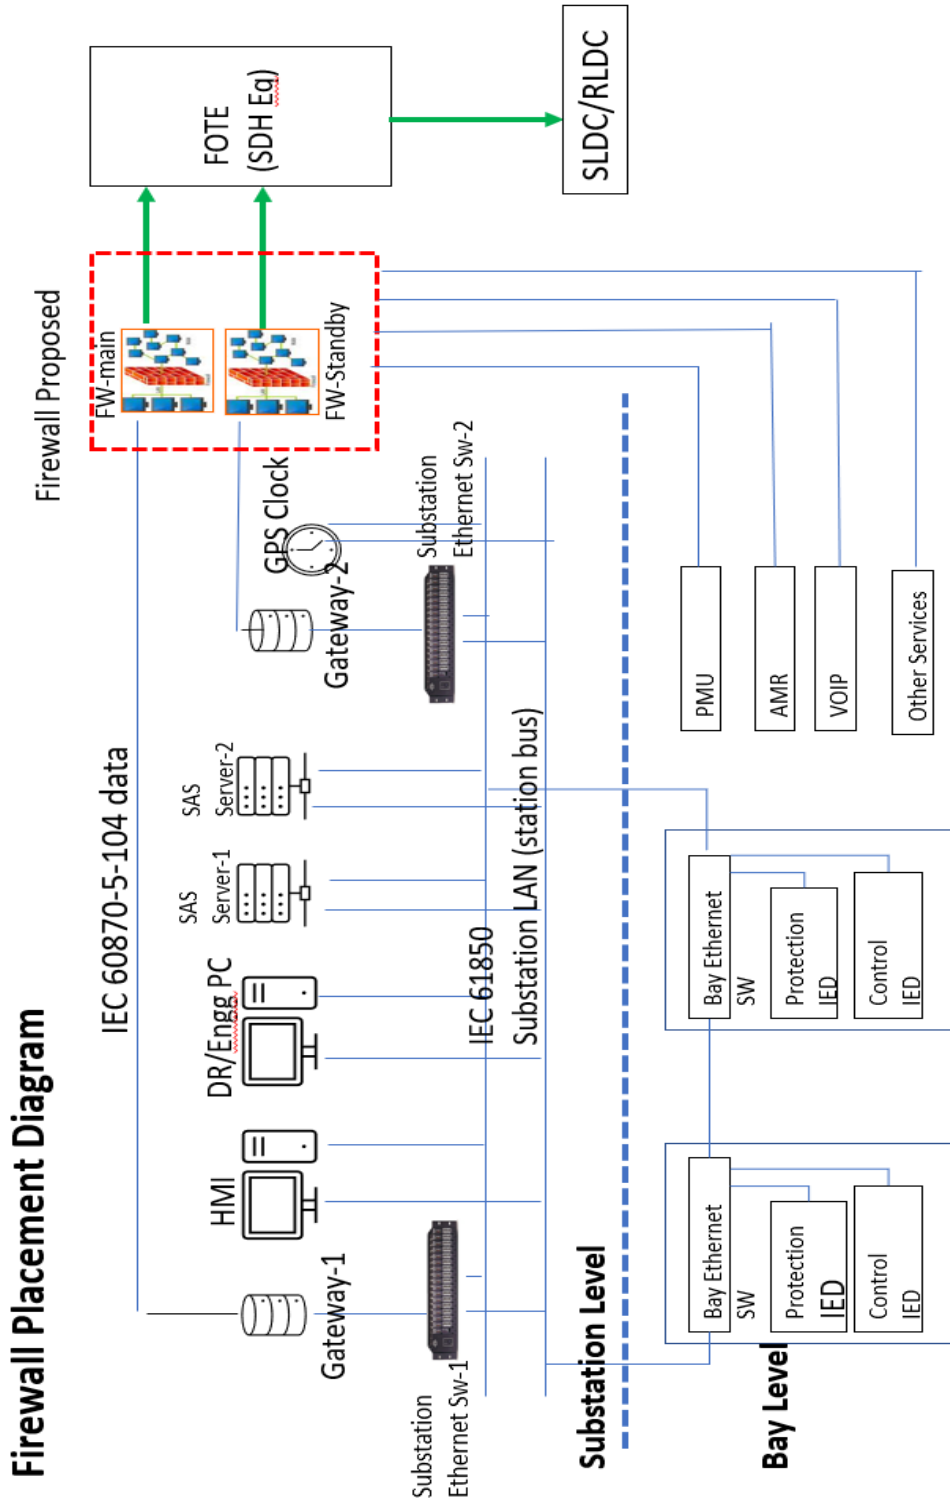 Firewall Placement Diagram
Firewall Proposed
IEC 60870-5-104 data
FW-main
FW-Standby
FOTE
(SDH Eq)
SLDC/RLDC
Gateway-1
HMI
DR/Engg PC
SAS
Server-1
SAS
Server-2
Gateway-2
GPS Clock
Substation
Ethernet Sw-1
Substation
Ethernet Sw-2
IEC 61850
Substation LAN (station bus)
Substation Level
Bay Level
Bay Ethernet
SW
Protection
IED
Control
IED
Bay Ethernet
SW
Protection
IED
Control
IED
PMU
AMR
VOIP
Other Services